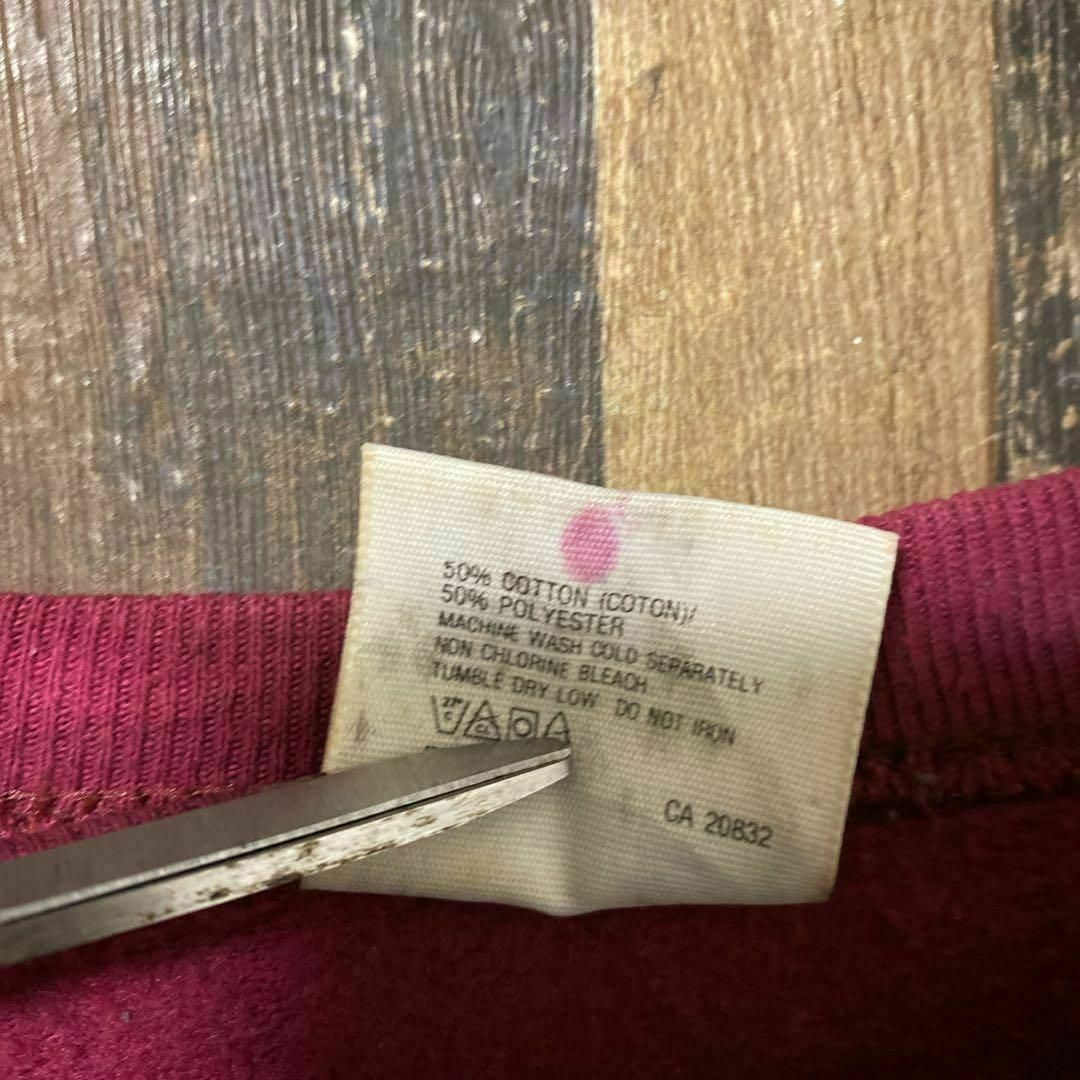 50% COTTON (COTON)/
50% POLYESTER
MACHINE WASH COLD SEPARATELY
NON CHLORINE BLEACH
TUMBLE DRY LOW DO NOT IRON
CA 20832